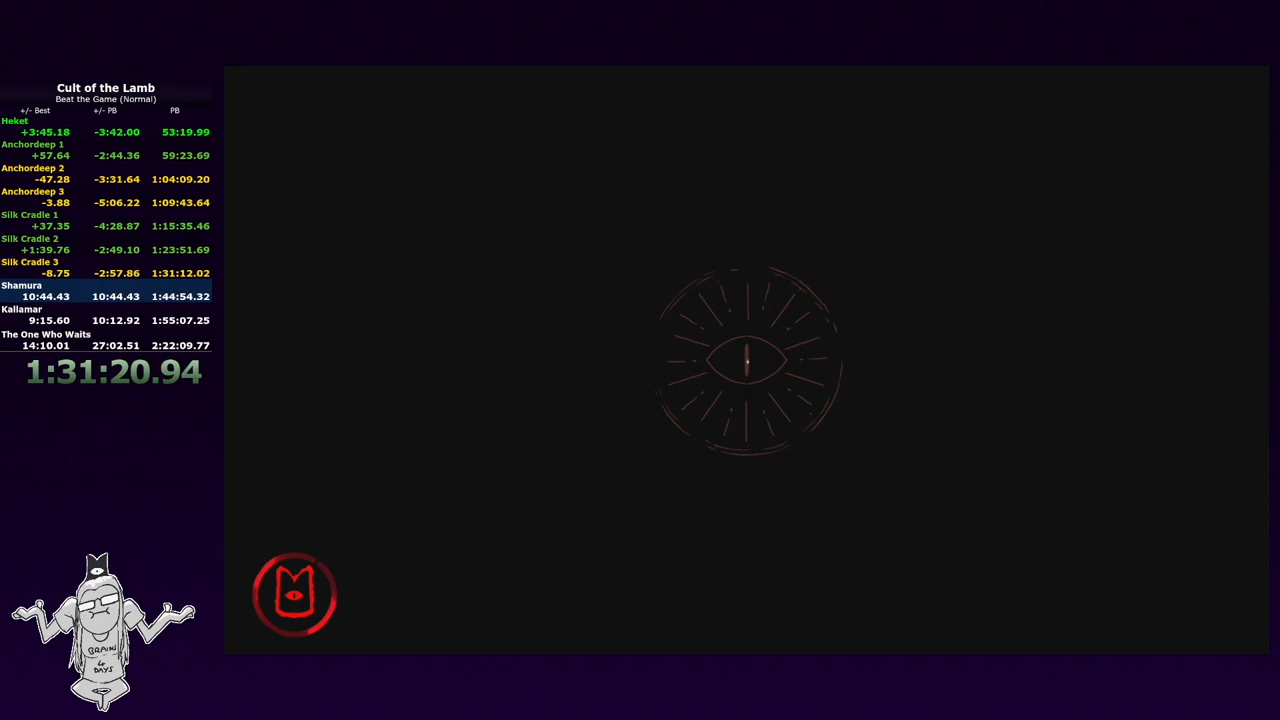 Cult of the Lamb
Beat the Game (Normal)
+/- Best +/- PB PB
Heket
+3:45.18 -3:42.00 53:19.99
Anchordeep 1
+57.64 -2:44.36 59:23.69
Anchordeep 2
-47.28 -3:31.64 1:04:09.20
Anchordeep 3
-3.88 -5:06.22 1:09:43.64
Silk Cradle 1
+37.35 -4:28.87 1:15:35.46
Silk Cradle 2
+1:39.76 -2:49.10 1:23:51.69
Silk Cradle 3
-8.75 -2:57.86 1:31:12.02
Shamura
10:44.43 10:44.43 1:44:54.32
Kallamar
9:15.60 10:12.92 1:55:07.25
The One Who Waits
14:10.01 27:02.51 2:22:09.77
1:31:20.94
BRAINS
4
DAYS